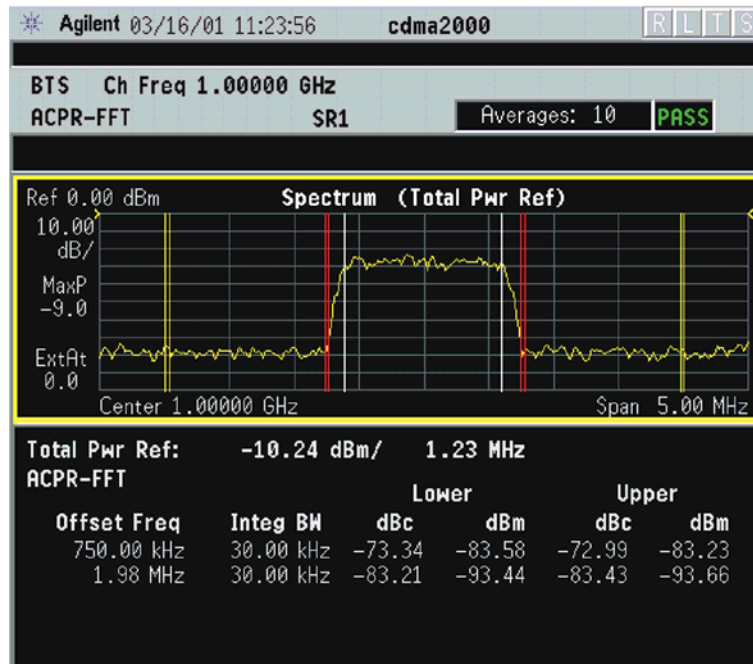 Agilent 03/16/01 11:23:56 cdma2000 R L T S
BTS Ch Freq 1.00000 GHz
ACPR-FFT SR1 Averages: 10 PASS
Ref 0.00 dBm Spectrum (Total Pwr Ref)
10.00
dB/
MaxP
-9.0
ExtAt
0.0
Center 1.00000 GHz Span 5.00 MHz
Total Pwr Ref: -10.24 dBm/ 1.23 MHz
ACPR-FFT
Lower Upper
Offset Freq Integ BW dBc dBm dBc dBm
750.00 kHz 30.00 kHz -73.34 -83.58 -72.99 -83.23
1.98 MHz 30.00 kHz -83.21 -93.44 -83.43 -93.66